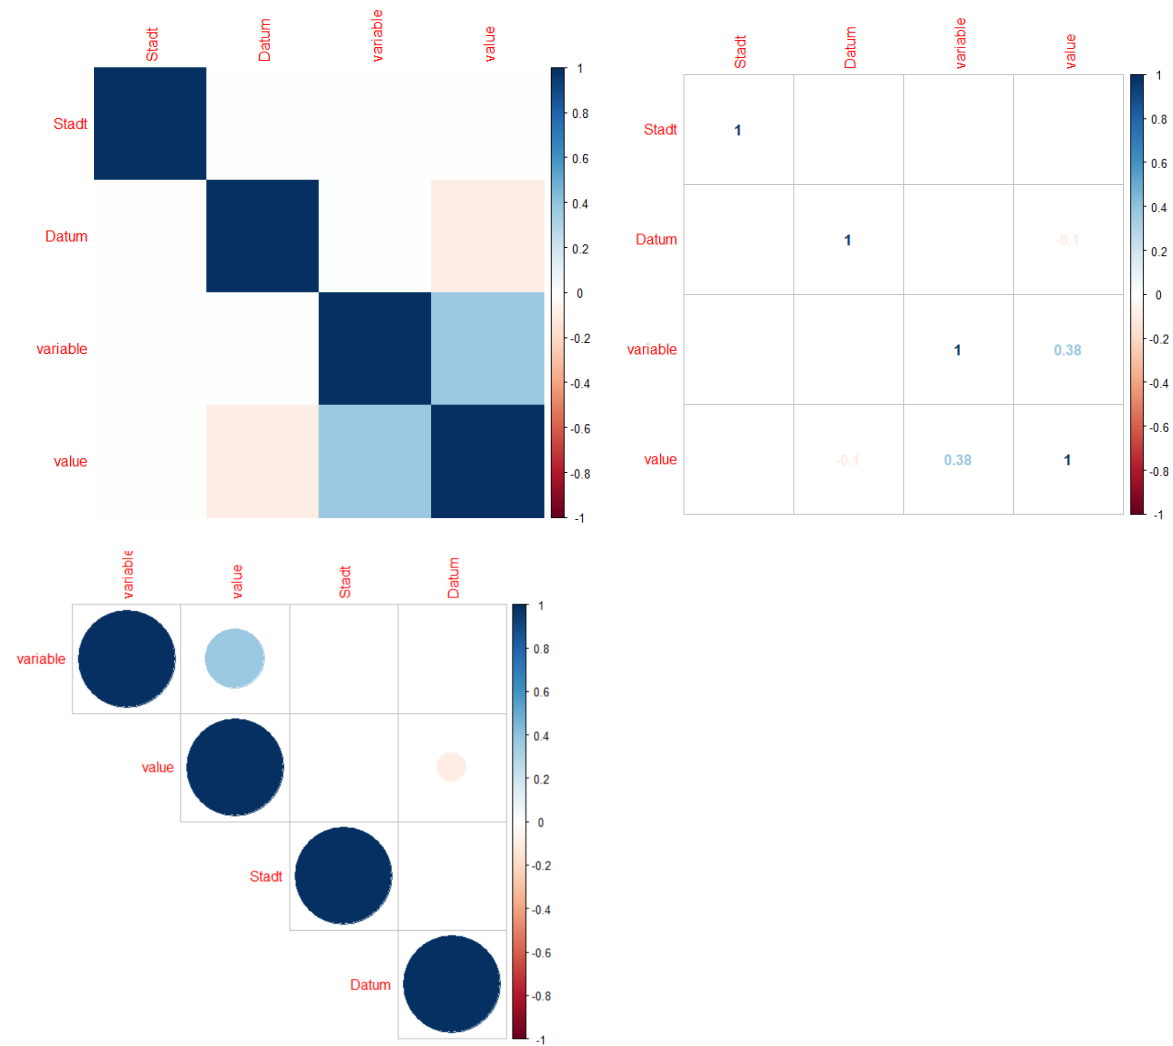 Stadt Datum variable value
Stadt
Datum
variable
value
1
0.8
0.6
0.4
0.2
0
-0.2
-0.4
-0.6
-0.8
-1
Stadt Datum variable value
Stadt 1
Datum 1 -0.1
variable 1 0.38
value -0.1 0.38 1
1
0.8
0.6
0.4
0.2
0
-0.2
-0.4
-0.6
-0.8
-1
variable value Stadt Datum
variable
value
Stadt
Datum
1
0.8
0.6
0.4
0.2
0
-0.2
-0.4
-0.6
-0.8
-1